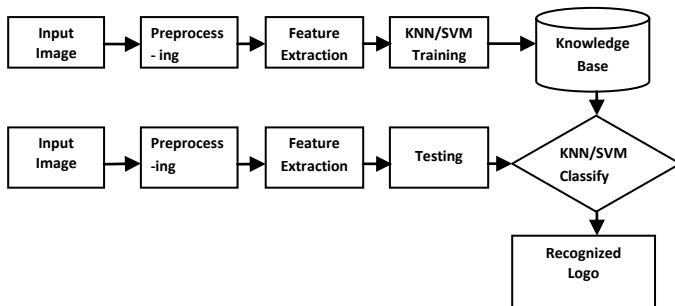 Input
Image
Preprocess
- ing
Feature
Extraction
KNN/SVM
Training
Knowledge
Base
Input
Image
Preprocess
-ing
Feature
Extraction
Testing
KNN/SVM
Classify
Recognized
Logo